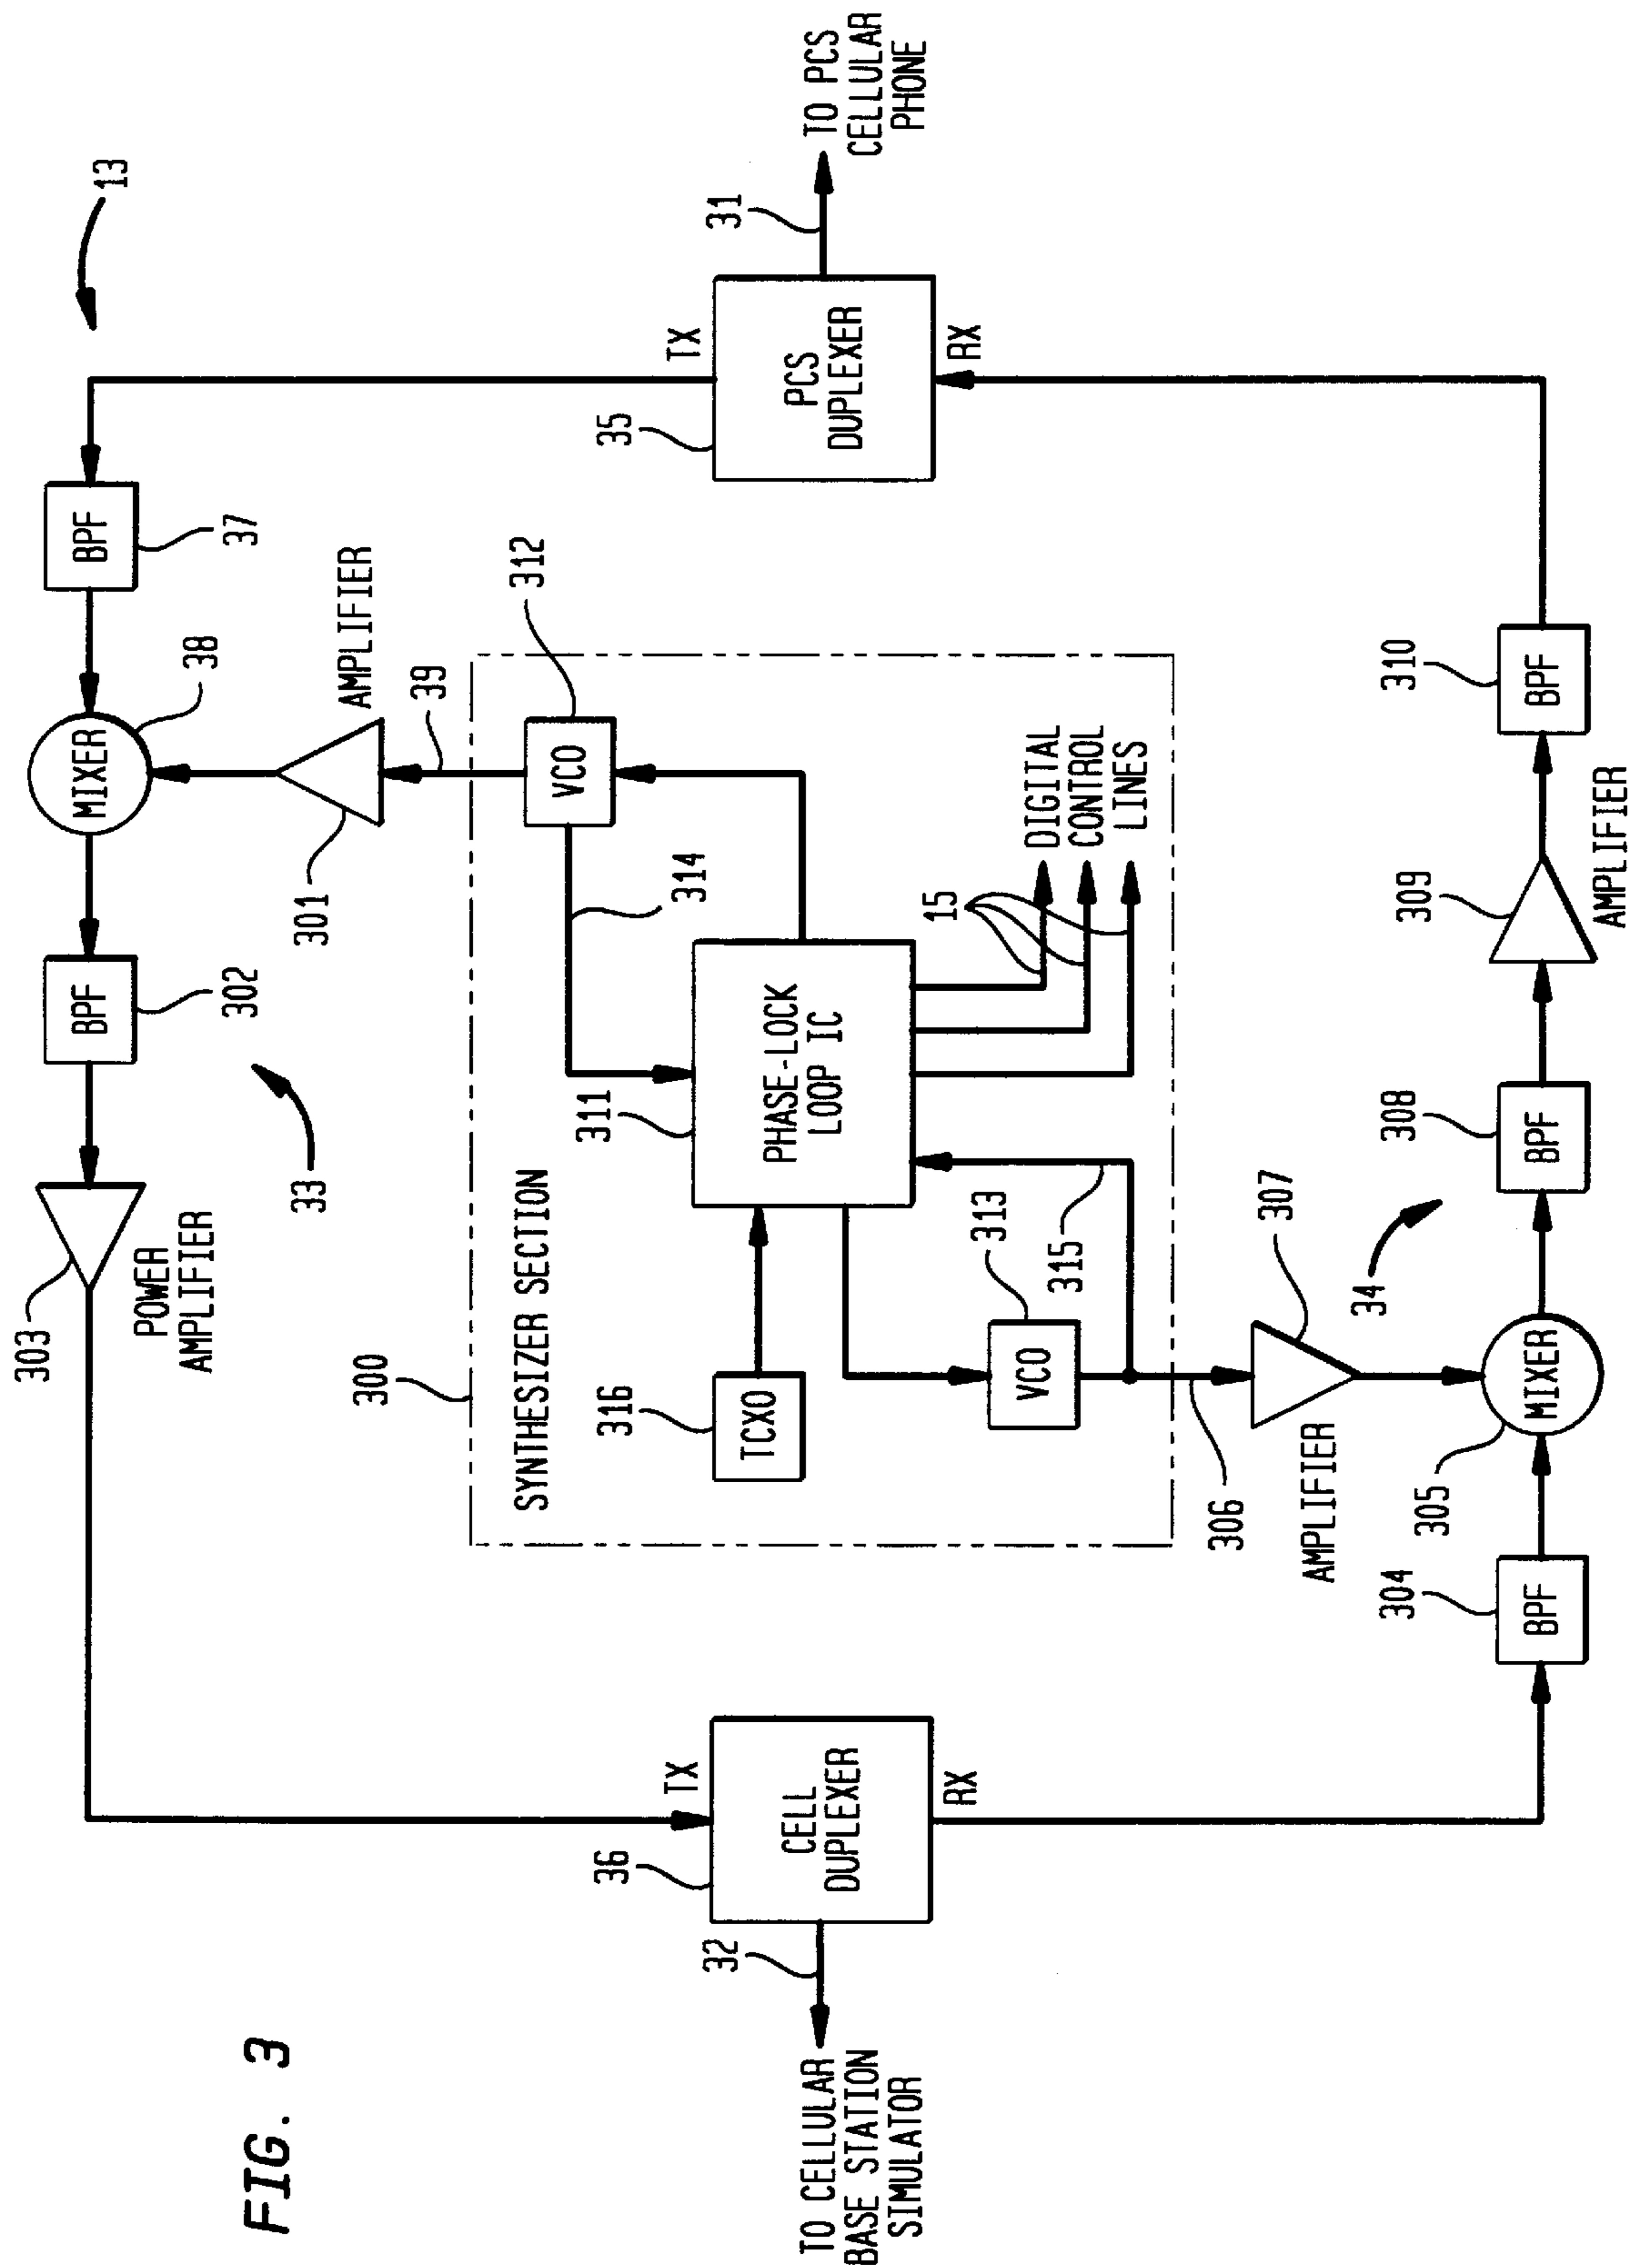 FIG. 3
13
303
POWER
AMPLIFIER
BPF
302
33
MIXER
38
BPF
37
301
AMPLIFIER
39
300
SYNTHESIZER SECTION
VCO
312
314
316
TCXO
311
PHASE-LOCK
LOOP IC
15
DIGITAL
CONTROL
LINES
VCO
313
315
TO CELLULAR
BASE STATION
SIMULATOR
32
36
CELL
DUPLEXER
TX
RX
35
PCS
DUPLEXER
TX
RX
31
TO PCS
CELLULAR
PHONE
306
AMPLIFIER
307
34
304
BPF
305
MIXER
308
BPF
309
AMPLIFIER
310
BPF